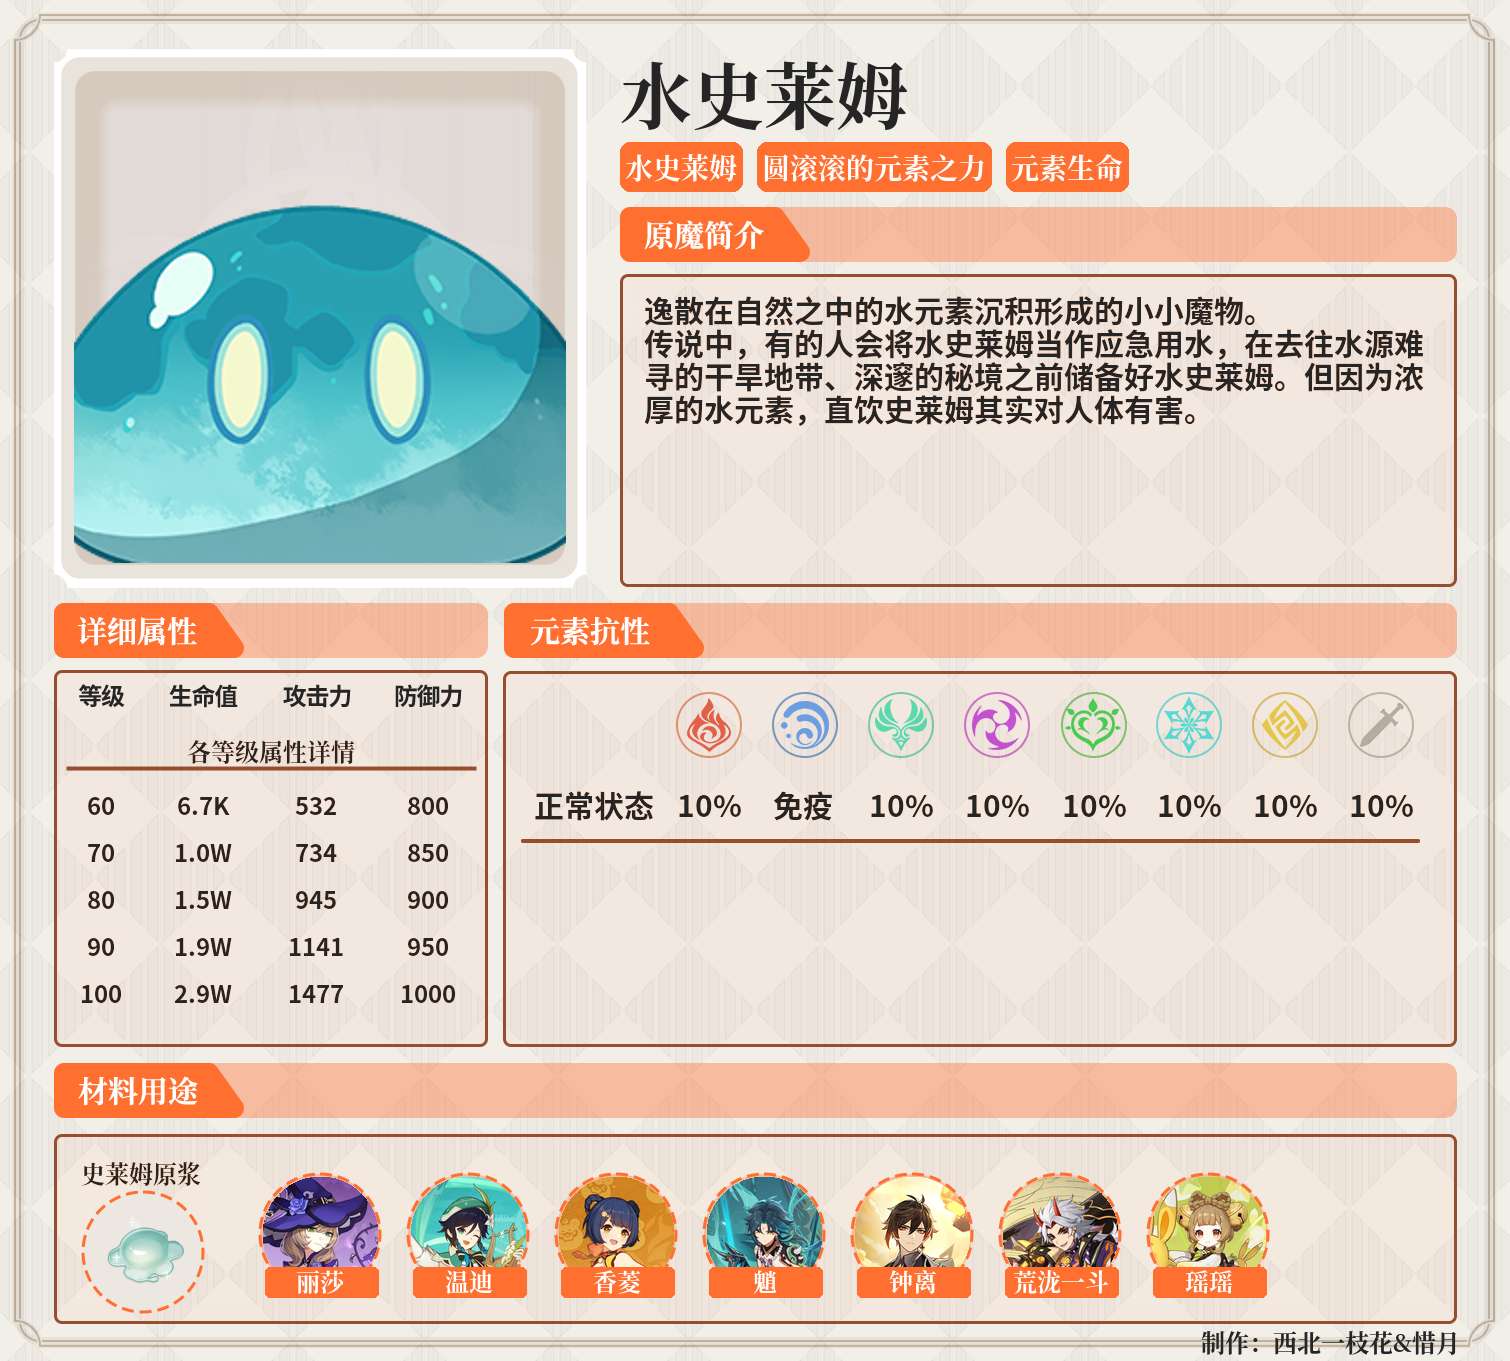 水史莱姆
水史莱姆 圆滚滚的元素之力 元素生命
原魔简介
逸散在自然之中的水元素沉积形成的小小魔物。
传说中，有的人会将水史莱姆当作应急用水，在去往水源难
寻的干旱地带、深邃的秘境之前储备好水史莱姆。但因为浓
厚的水元素，直饮史莱姆其实对人体有害。
详细属性
等级 生命值 攻击力 防御力
各等级属性详情
60 6.7K 532 800
70 1.0W 734 850
80 1.5W 945 900
90 1.9W 1141 950
100 2.9W 1477 1000
元素抗性
正常状态 10% 免疫 10% 10% 10% 10% 10% 10%
材料用途
史莱姆原浆
丽莎 温迪 香菱 魈 钟离 荒泷一斗 瑶瑶
制作：西北一枝花&惜月